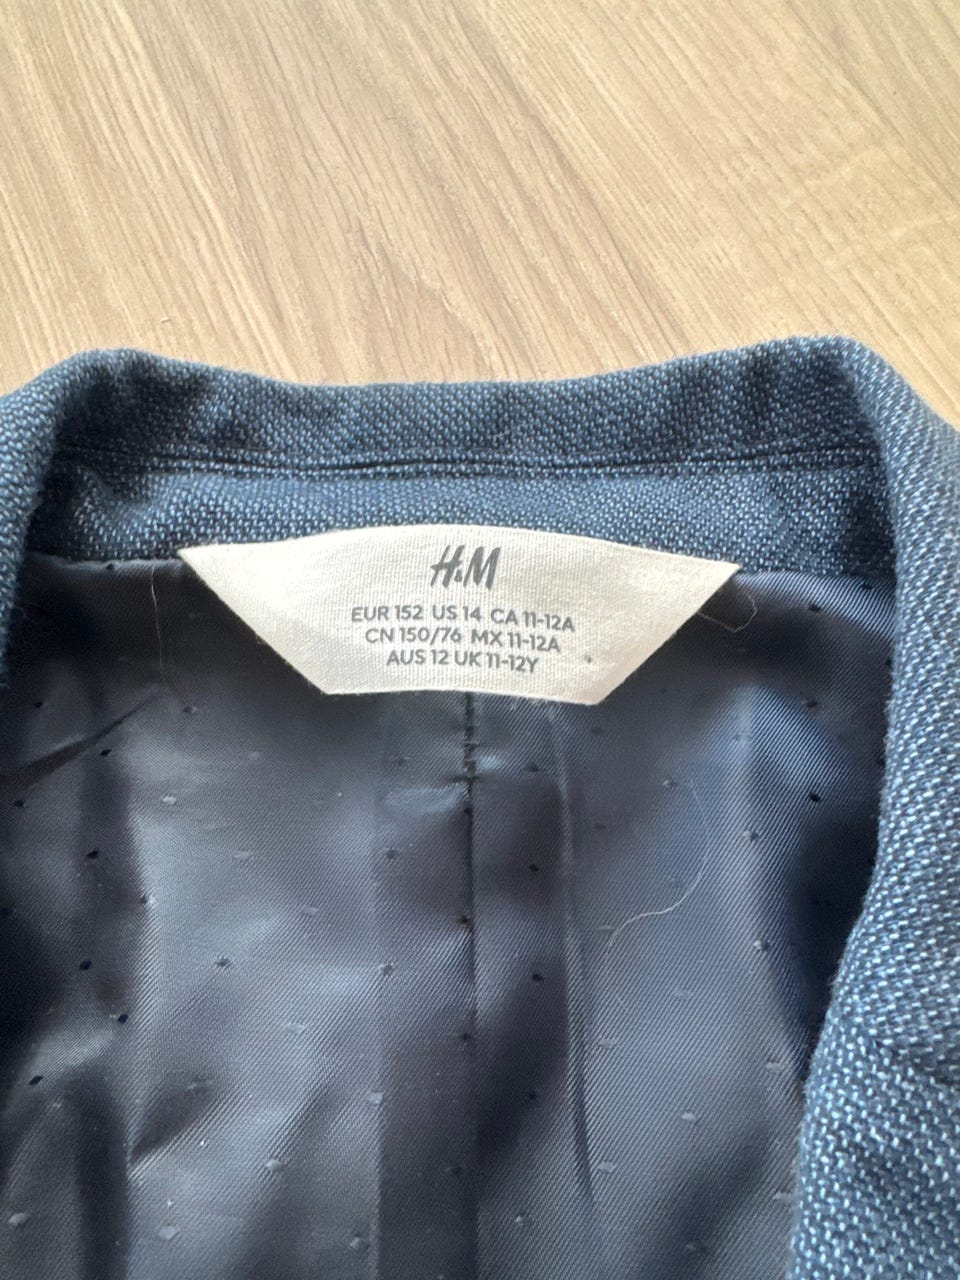 H&M
EUR 152 US 14 CA 11-12A
CN 150/76 MX 11-12A
AUS 12 UK 11-12Y